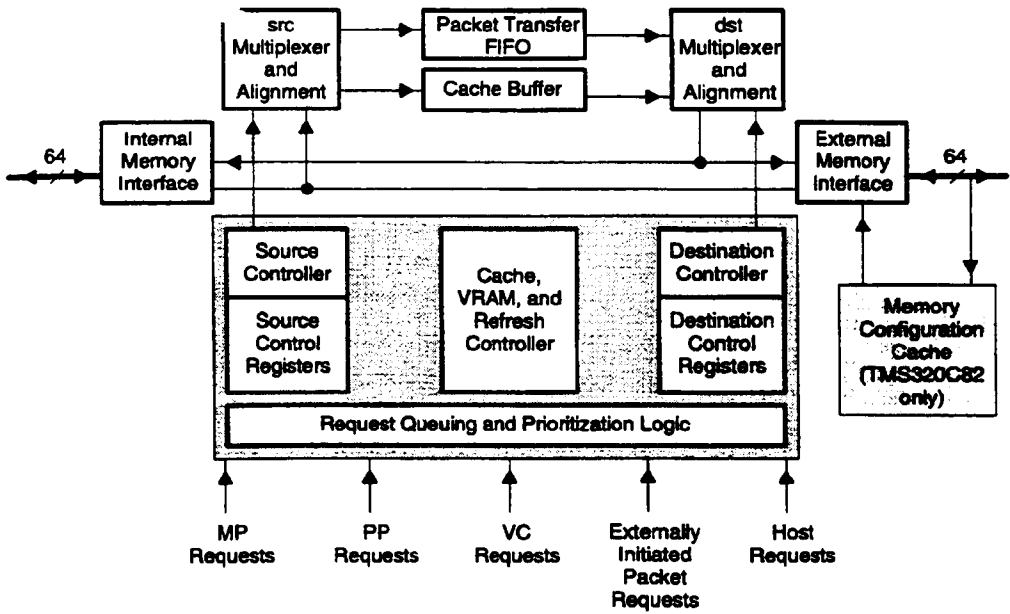 src
Multiplexer
and
Alignment
Packet Transfer
FIFO
Cache Buffer
dst
Multiplexer
and
Alignment
64
Internal
Memory
Interface
External
Memory
Interface
64
Source
Controller
Source
Control
Registers
Cache,
VRAM, and
Refresh
Controller
Destination
Controller
Destination
Control
Registers
Memory
Configuration
Cache
(TMS320C82
only)
Request Queuing and Prioritization Logic
MP
Requests
PP
Requests
VC
Requests
Externally
Initiated
Packet
Requests
Host
Requests